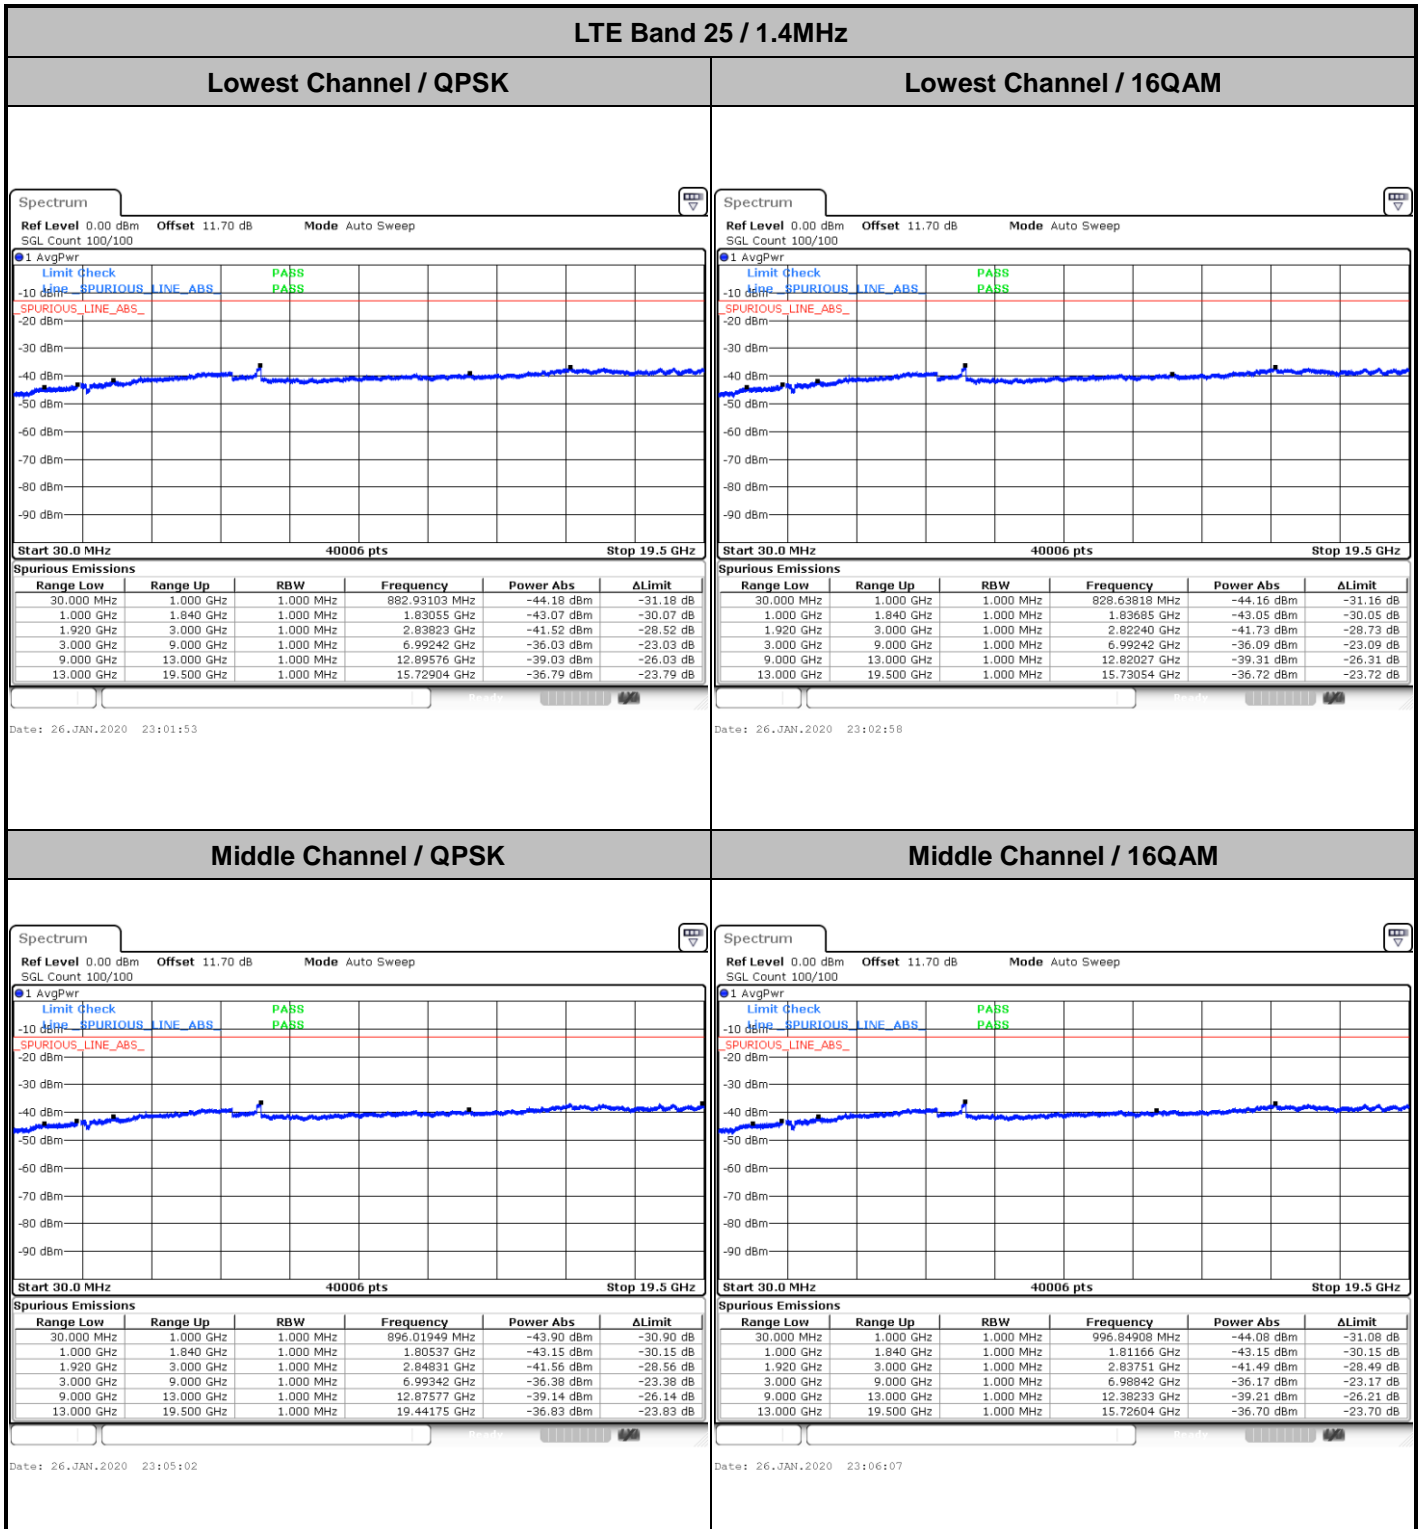 LTE Band 25 / 1.4MHz
Lowest Channel / QPSK
Lowest Channel / 16QAM
Spectrum
Ref Level 0.00 dBm Offset 11.70 dB Mode Auto Sweep
SGL Count 100/100
1 AvgPwr
Limit Check PASS
-10 dBm Line _SPURIOUS_LINE_ABS_ PASS
_SPURIOUS_LINE_ABS_
-20 dBm
-30 dBm
-40 dBm
-50 dBm
-60 dBm
-70 dBm
-80 dBm
-90 dBm
Start 30.0 MHz 40006 pts Stop 19.5 GHz
Spurious Emissions
Range Low Range Up RBW Frequency Power Abs ΔLimit
30.000 MHz 1.000 GHz 1.000 MHz 882.93103 MHz -44.18 dBm -31.18 dB
1.000 GHz 1.840 GHz 1.000 MHz 1.83055 GHz -43.07 dBm -30.07 dB
1.920 GHz 3.000 GHz 1.000 MHz 2.83823 GHz -41.52 dBm -28.52 dB
3.000 GHz 9.000 GHz 1.000 MHz 6.99242 GHz -36.03 dBm -23.03 dB
9.000 GHz 13.000 GHz 1.000 MHz 12.89576 GHz -39.03 dBm -26.03 dB
13.000 GHz 19.500 GHz 1.000 MHz 15.72904 GHz -36.79 dBm -23.79 dB
Ready
Date: 26.JAN.2020 23:01:53
Spectrum
Ref Level 0.00 dBm Offset 11.70 dB Mode Auto Sweep
SGL Count 100/100
1 AvgPwr
Limit Check PASS
-10 dBm Line _SPURIOUS_LINE_ABS_ PASS
_SPURIOUS_LINE_ABS_
-20 dBm
-30 dBm
-40 dBm
-50 dBm
-60 dBm
-70 dBm
-80 dBm
-90 dBm
Start 30.0 MHz 40006 pts Stop 19.5 GHz
Spurious Emissions
Range Low Range Up RBW Frequency Power Abs ΔLimit
30.000 MHz 1.000 GHz 1.000 MHz 828.63818 MHz -44.16 dBm -31.16 dB
1.000 GHz 1.840 GHz 1.000 MHz 1.83685 GHz -43.05 dBm -30.05 dB
1.920 GHz 3.000 GHz 1.000 MHz 2.82240 GHz -41.73 dBm -28.73 dB
3.000 GHz 9.000 GHz 1.000 MHz 6.99242 GHz -36.09 dBm -23.09 dB
9.000 GHz 13.000 GHz 1.000 MHz 12.82027 GHz -39.31 dBm -26.31 dB
13.000 GHz 19.500 GHz 1.000 MHz 15.73054 GHz -36.72 dBm -23.72 dB
Ready
Date: 26.JAN.2020 23:02:58
Middle Channel / QPSK
Middle Channel / 16QAM
Spectrum
Ref Level 0.00 dBm Offset 11.70 dB Mode Auto Sweep
SGL Count 100/100
1 AvgPwr
Limit Check PASS
-10 dBm Line _SPURIOUS_LINE_ABS_ PASS
_SPURIOUS_LINE_ABS_
-20 dBm
-30 dBm
-40 dBm
-50 dBm
-60 dBm
-70 dBm
-80 dBm
-90 dBm
Start 30.0 MHz 40006 pts Stop 19.5 GHz
Spurious Emissions
Range Low Range Up RBW Frequency Power Abs ΔLimit
30.000 MHz 1.000 GHz 1.000 MHz 896.01949 MHz -43.90 dBm -30.90 dB
1.000 GHz 1.840 GHz 1.000 MHz 1.80537 GHz -43.15 dBm -30.15 dB
1.920 GHz 3.000 GHz 1.000 MHz 2.84831 GHz -41.56 dBm -28.56 dB
3.000 GHz 9.000 GHz 1.000 MHz 6.99342 GHz -36.38 dBm -23.38 dB
9.000 GHz 13.000 GHz 1.000 MHz 12.87577 GHz -39.14 dBm -26.14 dB
13.000 GHz 19.500 GHz 1.000 MHz 19.44175 GHz -36.83 dBm -23.83 dB
Ready
Date: 26.JAN.2020 23:05:02
Spectrum
Ref Level 0.00 dBm Offset 11.70 dB Mode Auto Sweep
SGL Count 100/100
1 AvgPwr
Limit Check PASS
-10 dBm Line _SPURIOUS_LINE_ABS_ PASS
_SPURIOUS_LINE_ABS_
-20 dBm
-30 dBm
-40 dBm
-50 dBm
-60 dBm
-70 dBm
-80 dBm
-90 dBm
Start 30.0 MHz 40006 pts Stop 19.5 GHz
Spurious Emissions
Range Low Range Up RBW Frequency Power Abs ΔLimit
30.000 MHz 1.000 GHz 1.000 MHz 996.84908 MHz -44.08 dBm -31.08 dB
1.000 GHz 1.840 GHz 1.000 MHz 1.81166 GHz -43.15 dBm -30.15 dB
1.920 GHz 3.000 GHz 1.000 MHz 2.83751 GHz -41.49 dBm -28.49 dB
3.000 GHz 9.000 GHz 1.000 MHz 6.98842 GHz -36.17 dBm -23.17 dB
9.000 GHz 13.000 GHz 1.000 MHz 12.38233 GHz -39.21 dBm -26.21 dB
13.000 GHz 19.500 GHz 1.000 MHz 15.72604 GHz -36.70 dBm -23.70 dB
Ready
Date: 26.JAN.2020 23:06:07